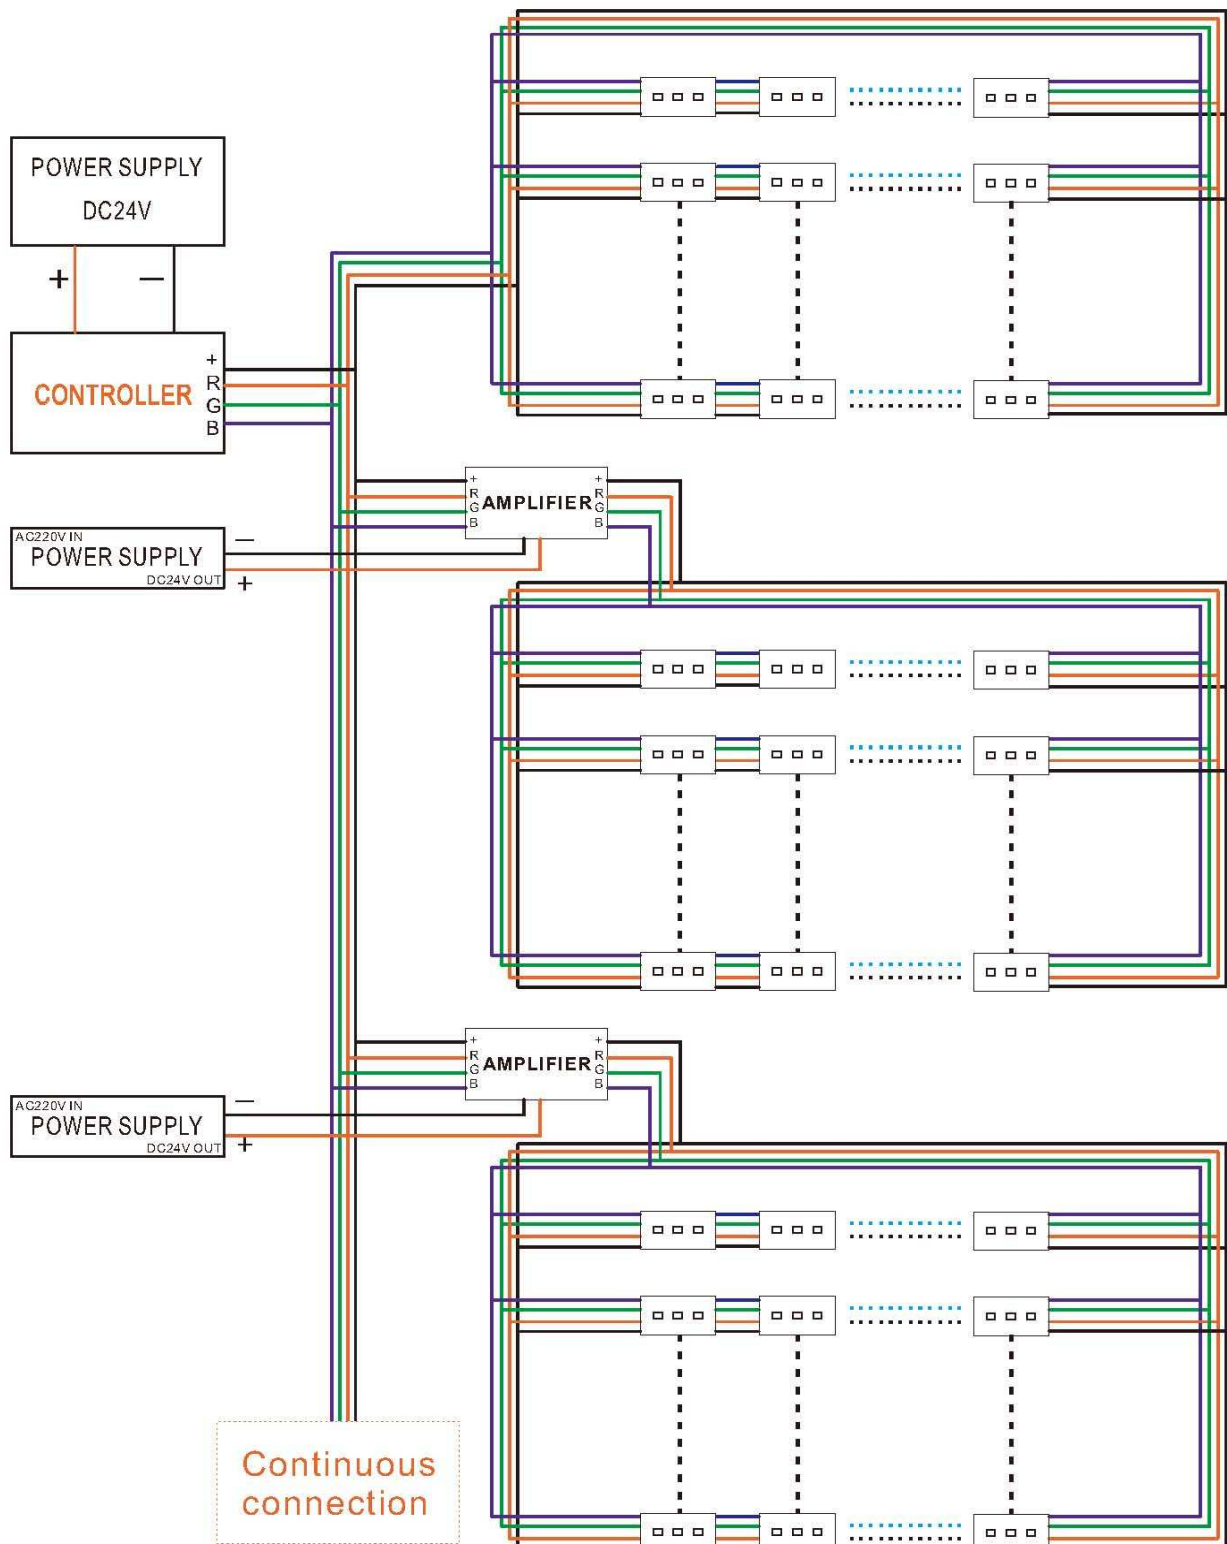 POWER SUPPLY
DC24V
+
—
CONTROLLER
+
R
G
B
+
R
G
B
AMPLIFIER
+
R
G
B
AC220V IN
POWER SUPPLY
DC24V OUT
—
+
+
R
G
B
AMPLIFIER
+
R
G
B
AC220V IN
POWER SUPPLY
DC24V OUT
—
+
Continuous
connection